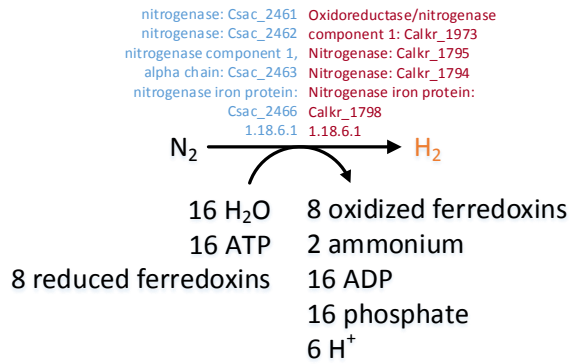 nitrogenase: Csac_2461
nitrogenase: Csac_2462
nitrogenase component 1,
alpha chain: Csac_2463
nitrogenase iron protein:
Csac_2466
1.18.6.1
Oxidoreductase/nitrogenase
component 1: Calkr_1973
Nitrogenase: Calkr_1795
Nitrogenase: Calkr_1794
Nitrogenase iron protein:
Calkr_1798
1.18.6.1
N₂
H₂
16 H₂O
16 ATP
8 reduced ferredoxins
8 oxidized ferredoxins
2 ammonium
16 ADP
16 phosphate
6 H⁺